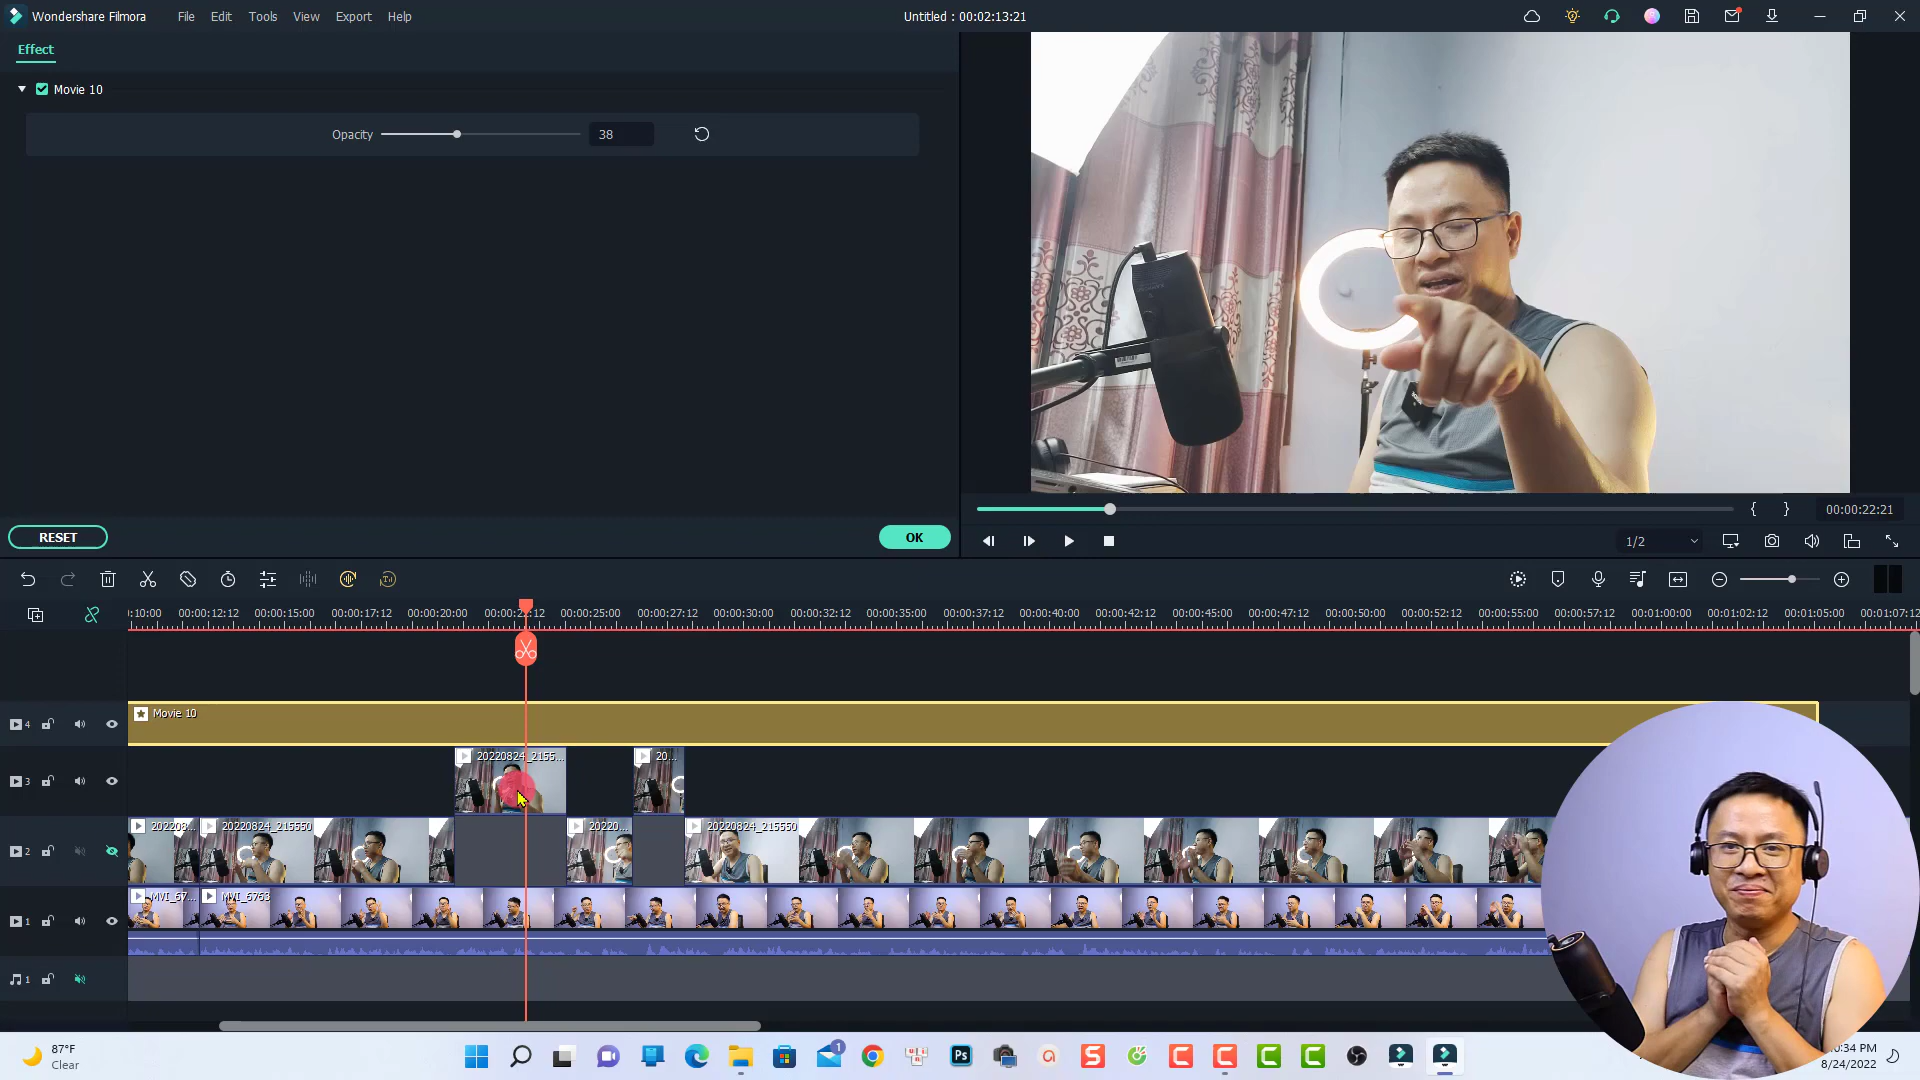 Wondershare Filmora File Edit Tools View Export Help Untitled : 00:02:13:21
Effect
Movie 10
Opacity 38
RESET OK
00:00:22:21
1/2
:10:00 00:00:12:12 00:00:15:00 00:00:17:12 00:00:20:00 00:00:22:12 00:00:25:00 00:00:27:12 00:00:30:00 00:00:32:12 00:00:35:00 00:00:37:12 00:00:40:00 00:00:42:12 00:00:45:00 00:00:47:12 00:00:50:00 00:00:52:12 00:00:55:00 00:00:57:12 00:01:00:00 00:01:02:12 00:01:05:00 00:01:07:12
4 Movie 10
3 20220824_2155... 20...
2 202208... 20220824_215550 20220... 20220824_215550
1 MVI_67... MVI_6763
1
87°F
Clear
1
Ps
:34 PM
8/24/2022